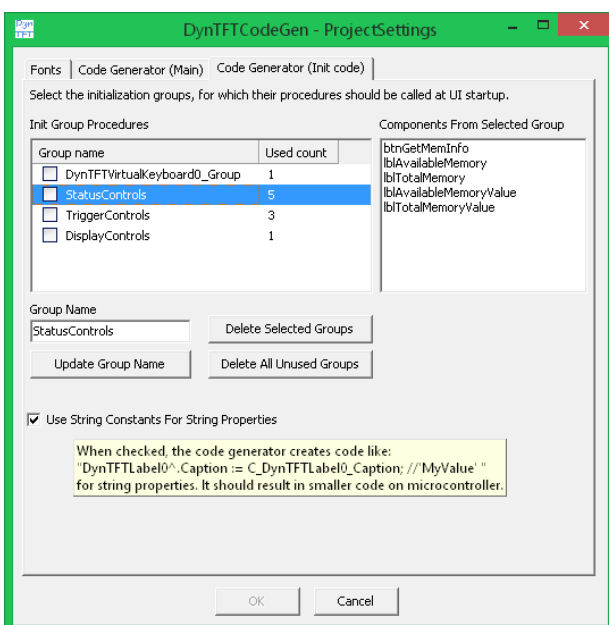 Dyn
TFT
DynTFTCodeGen - ProjectSettings
Fonts
Code Generator (Main)
Code Generator (Init code)
Select the initialization groups, for which their procedures should be called at UI startup.
Init Group Procedures
Components From Selected Group
Group name
Used count
DynTFTVirtualKeyboard0_Group
1
StatusControls
5
TriggerControls
3
DisplayControls
1
btnGetMemInfo
lblAvailableMemory
lblTotalMemory
lblAvailableMemoryValue
lblTotalMemoryValue
Group Name
StatusControls
Delete Selected Groups
Update Group Name
Delete All Unused Groups
Use String Constants For String Properties
When checked, the code generator creates code like:
"DynTFTLabel0^.Caption := C_DynTFTLabel0_Caption; //'MyValue' "
for string properties. It should result in smaller code on microcontroller.
OK
Cancel